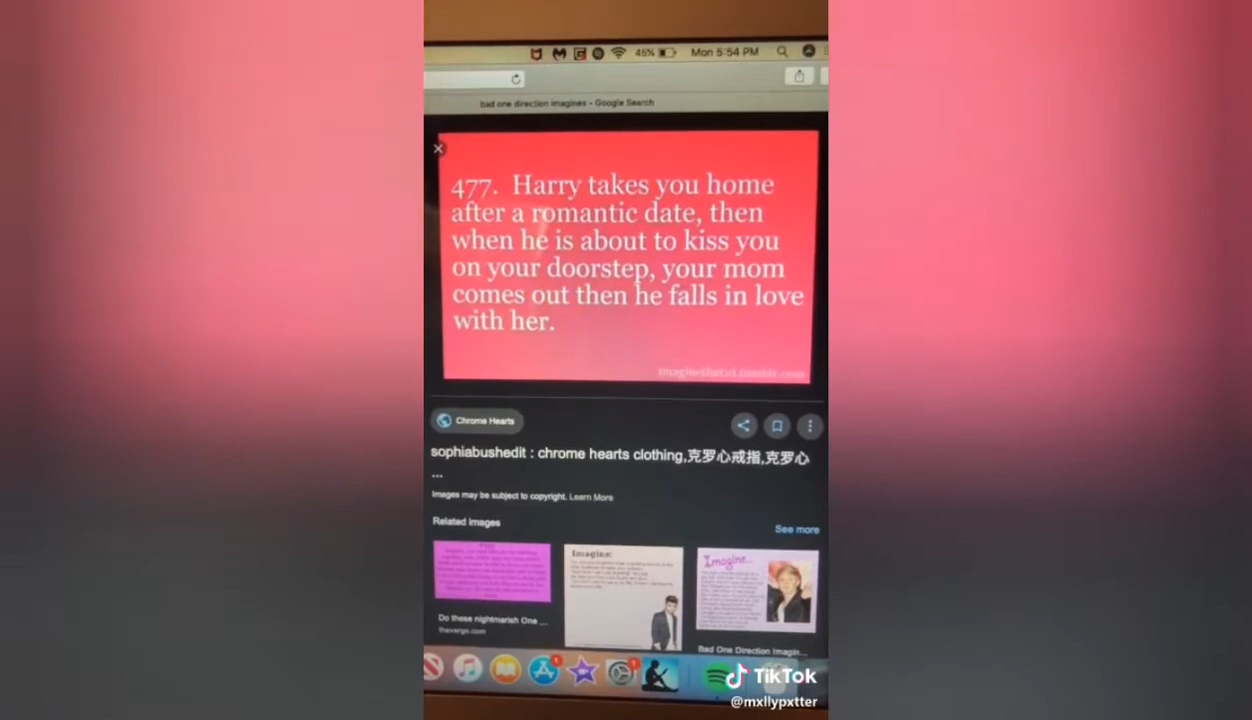 45% Mon 5:54 PM
bad one direction imagines - Google Search
477. Harry takes you home
after a romantic date, then
when he is about to kiss you
on your doorstep, your mom
comes out then he falls in love
with her.
Chrome Hearts
sophiabushedit : chrome hearts clothing,克罗心戒指,克罗心
...
Images may be subject to copyright. Learn More
Related images
See more
Imagine:
Imagine...
Do these nightmarish One ...
theverge.com
Bad One Direction Imagin...
TikTok
@mxllypxtter